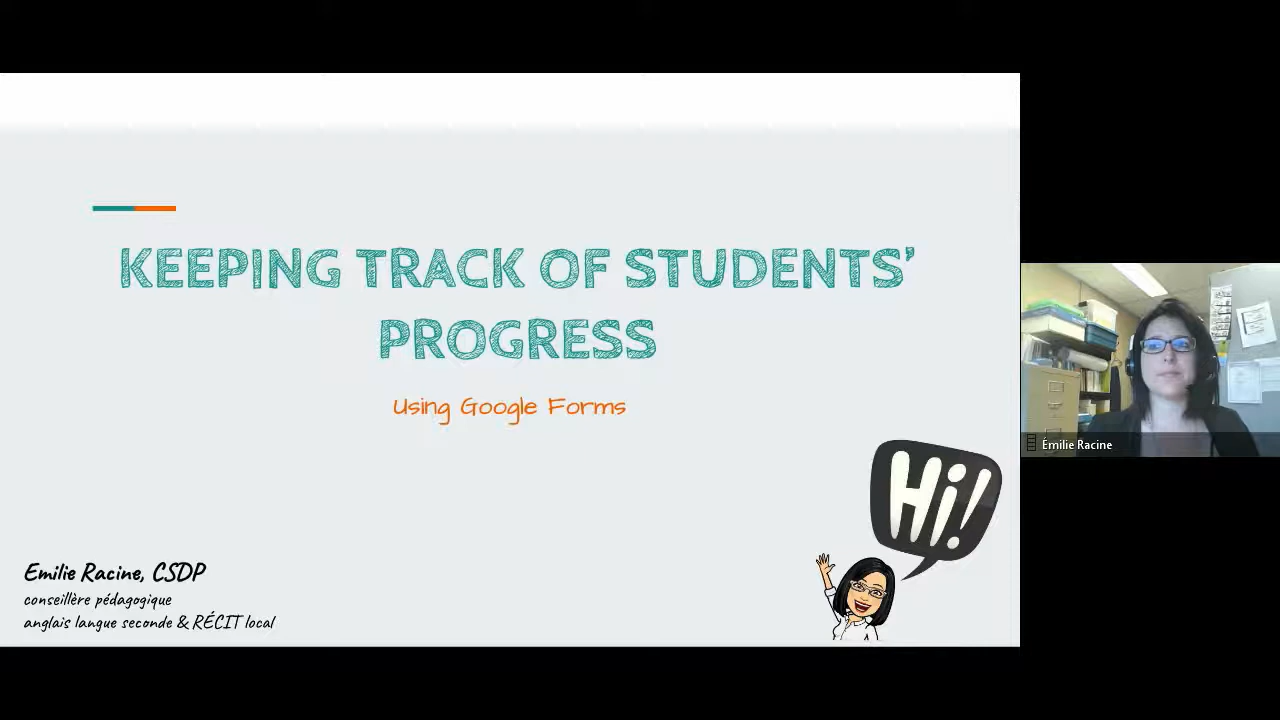 KEEPING TRACK OF STUDENTS'
PROGRESS
Using Google Forms
Hi!
Emilie Racine, CSDP
conseillère pédagogique
anglais langue seconde & RÉCIT local
Émilie Racine